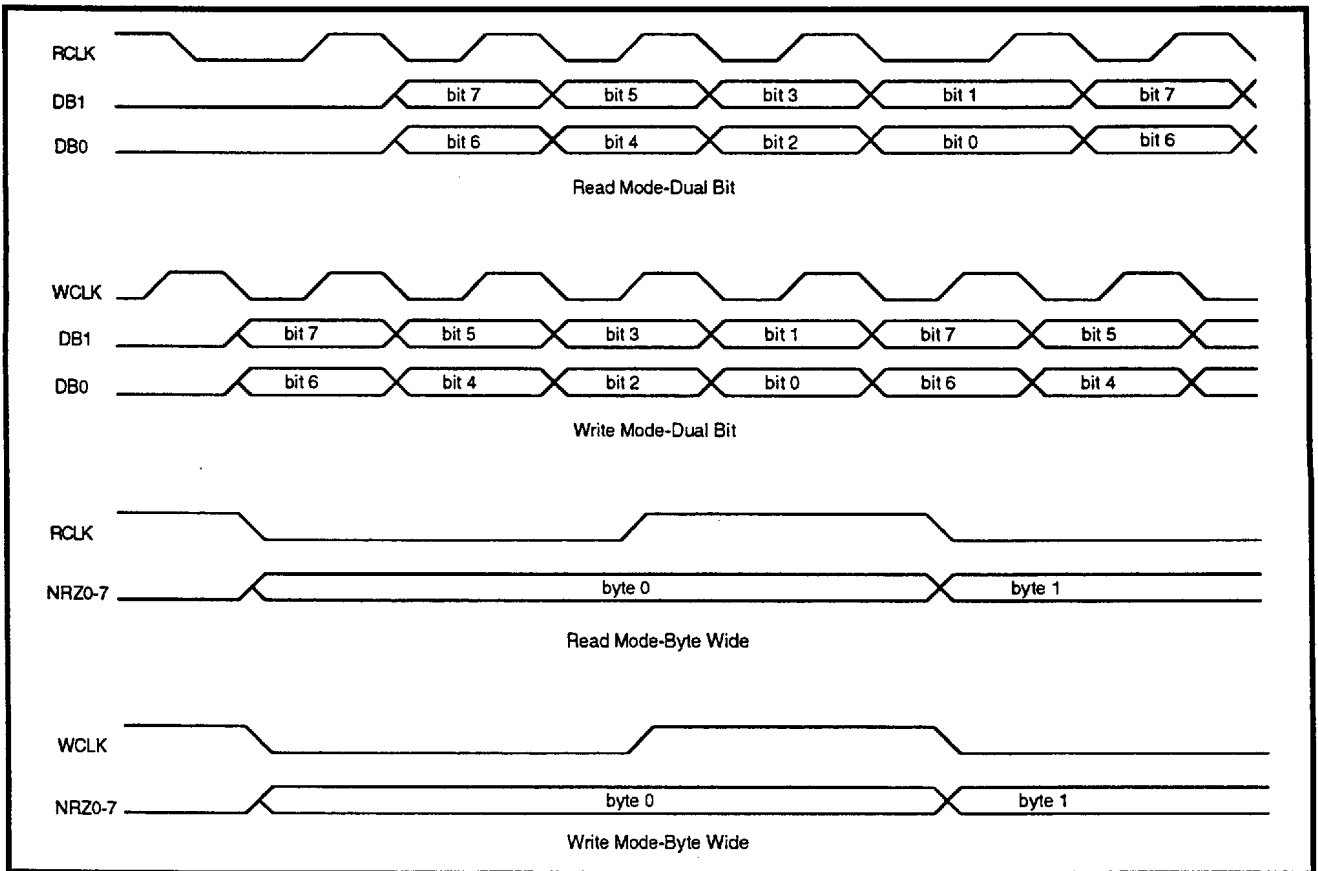 RCLK
DB1 bit 7 bit 5 bit 3 bit 1 bit 7
DB0 bit 6 bit 4 bit 2 bit 0 bit 6
Read Mode-Dual Bit
WCLK
DB1 bit 7 bit 5 bit 3 bit 1 bit 7 bit 5
DB0 bit 6 bit 4 bit 2 bit 0 bit 6 bit 4
Write Mode-Dual Bit
RCLK
NRZ0-7 byte 0 byte 1
Read Mode-Byte Wide
WCLK
NRZ0-7 byte 0 byte 1
Write Mode-Byte Wide